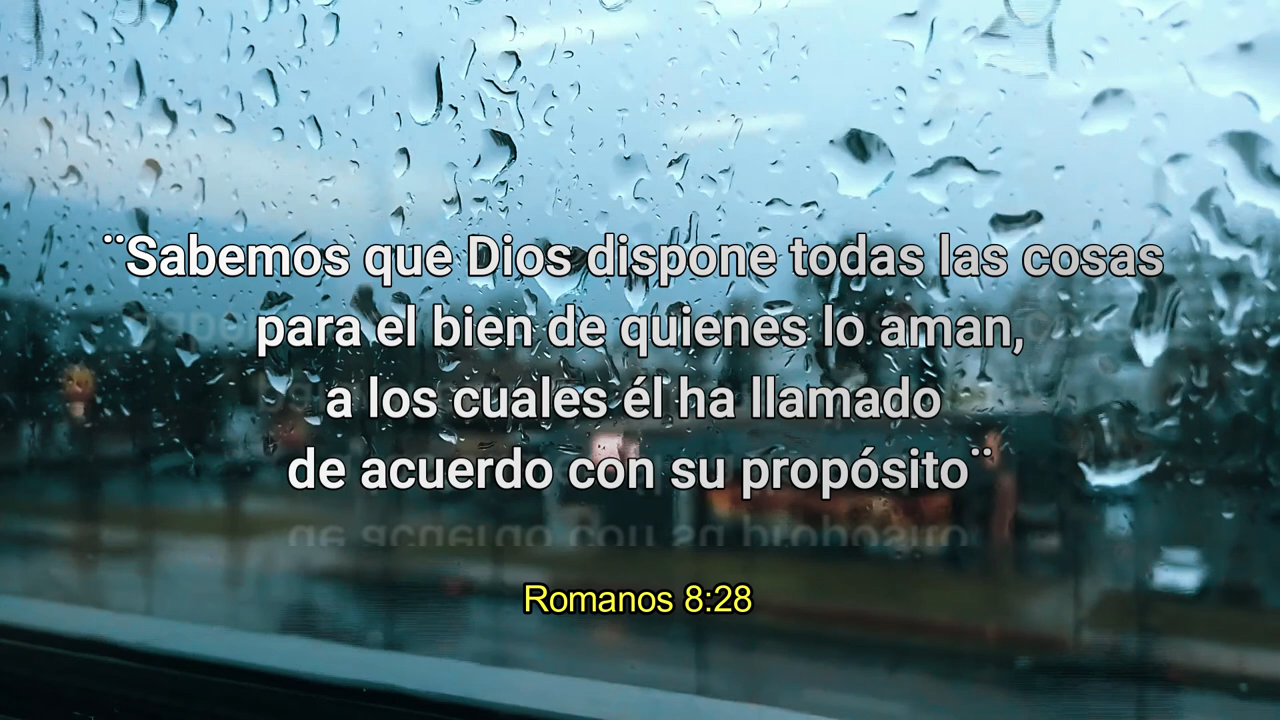 ¨Sabemos que Dios dispone todas las cosas
para el bien de quienes lo aman,
a los cuales él ha llamado
de acuerdo con su propósito¨
Romanos 8:28